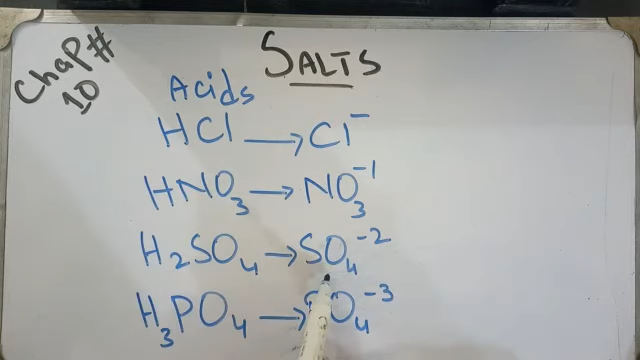 Chap# 10
SALTS
Acids
HCl → Cl⁻
HNO₃ → NO₃⁻¹
H₂SO₄ → SO₄⁻²
H₃PO₄ → O₄⁻³